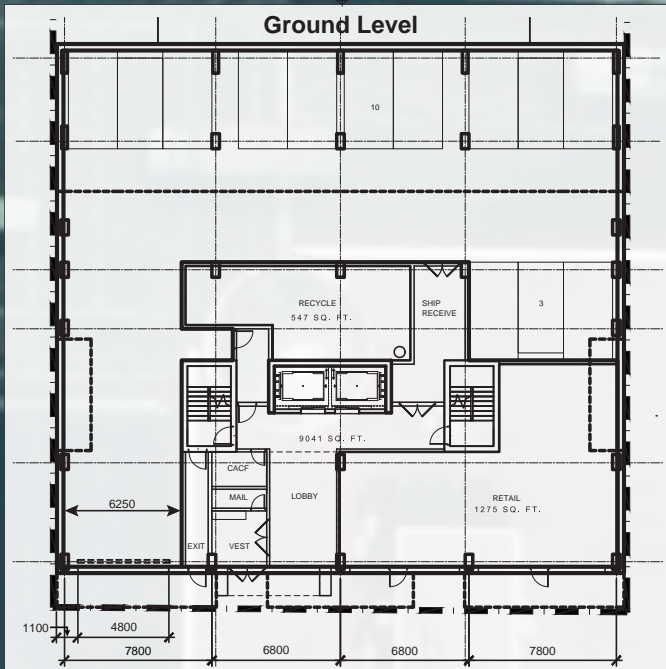 Ground Level
10
RECYCLE
547 SQ. FT.
SHIP
RECEIVE
3
9041 SQ. FT.
CACF
MAIL
LOBBY
RETAIL
1275 SQ. FT.
6250
EXIT
VEST
1100
4800
7800
6800
6800
7800